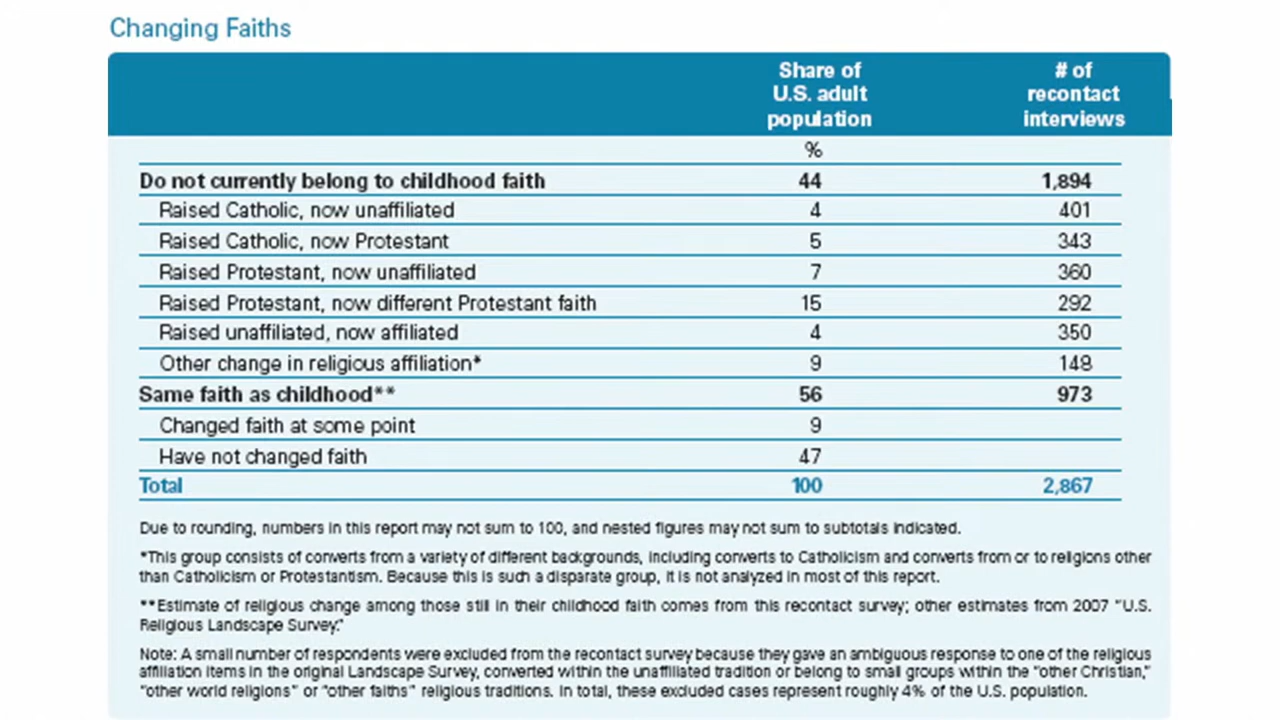 Changing Faiths
Share of U.S. adult population # of recontact interviews
%
Do not currently belong to childhood faith 44 1,894
Raised Catholic, now unaffiliated 4 401
Raised Catholic, now Protestant 5 343
Raised Protestant, now unaffiliated 7 360
Raised Protestant, now different Protestant faith 15 292
Raised unaffiliated, now affiliated 4 350
Other change in religious affiliation* 9 148
Same faith as childhood** 56 973
Changed faith at some point 9
Have not changed faith 47
Total 100 2,867
Due to rounding, numbers in this report may not sum to 100, and nested figures may not sum to subtotals indicated.
*This group consists of converts from a variety of different backgrounds, including converts to Catholicism and converts from or to religions other
than Catholicism or Protestantism. Because this is such a disparate group, it is not analyzed in most of this report.
**Estimate of religious change among those still in their childhood faith comes from this recontact survey; other estimates from 2007 "U.S.
Religious Landscape Survey."
Note: A small number of respondents were excluded from the recontact survey because they gave an ambiguous response to one of the religious
affiliation items in the original Landscape Survey, converted within the unaffiliated tradition or belong to small groups within the "other Christian,"
"other world religions" or "other faiths" religious traditions. In total, these excluded cases represent roughly 4% of the U.S. population.